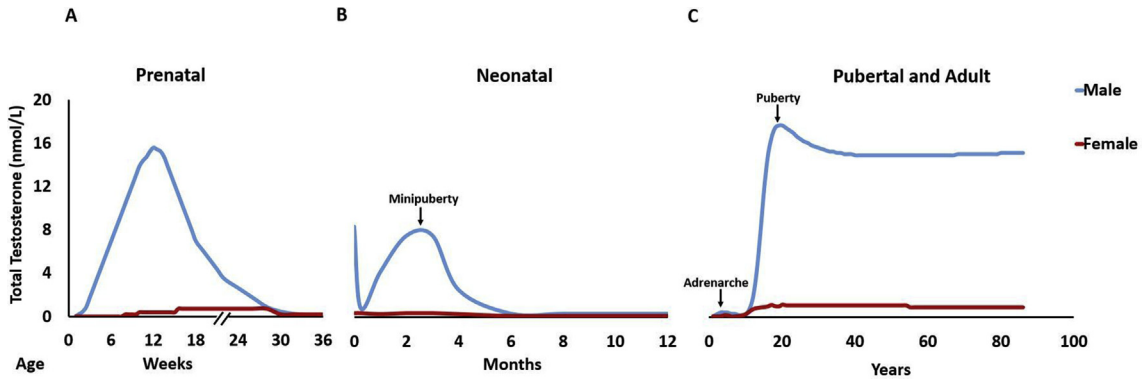 A
B
C
Prenatal
Neonatal
Pubertal and Adult
Male
Female
Total Testosterone (nmol/L)
20
16
12
8
4
0
Minipuberty
Puberty
Adrenarche
0 6 12 18 24 30 36
0 2 4 6 8 10 12
0 20 40 60 80 100
Age
Weeks
Months
Years